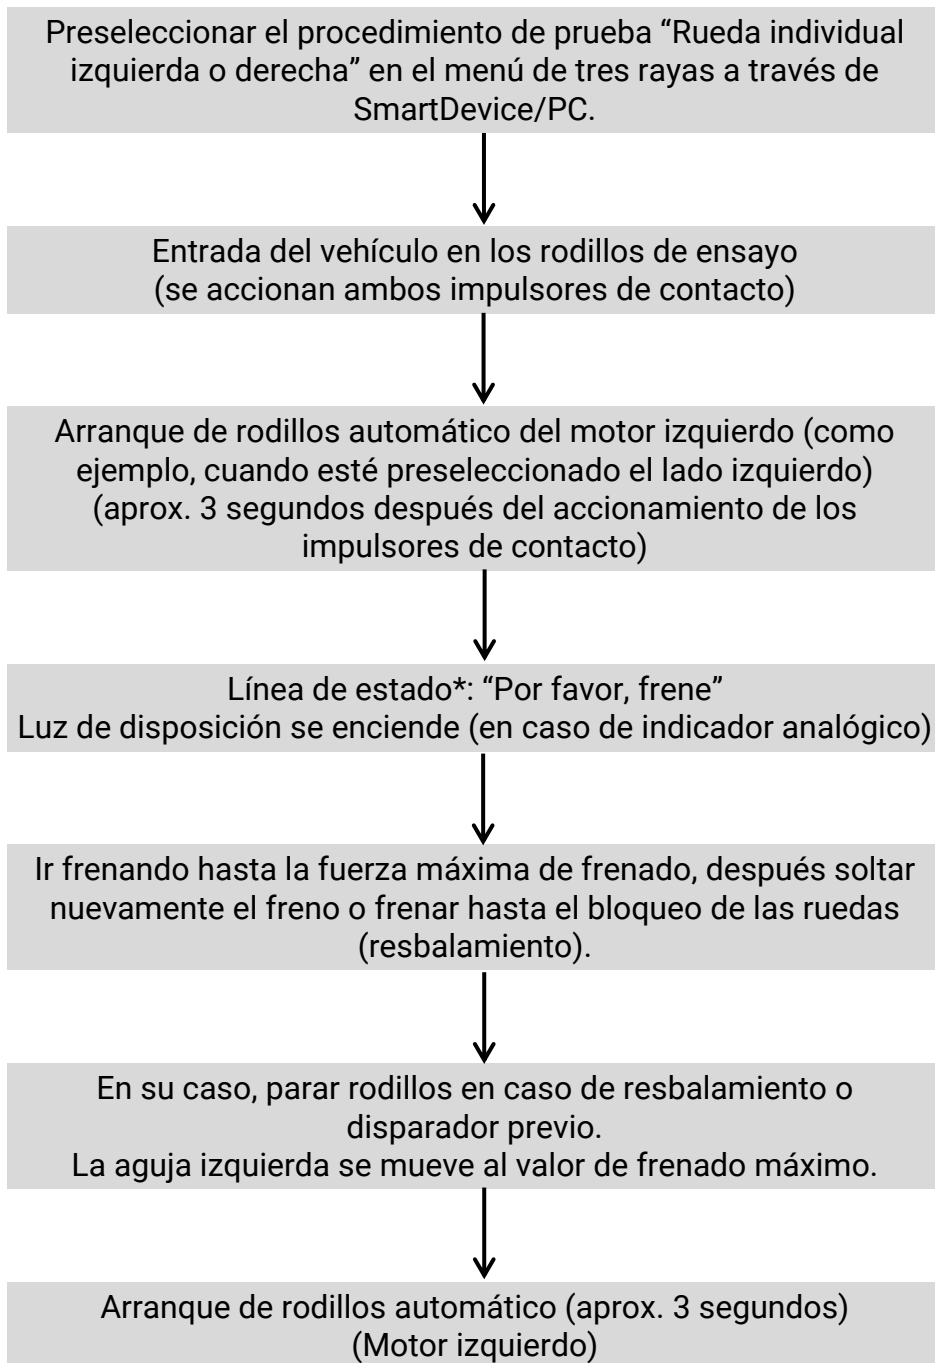 Preseleccionar el procedimiento de prueba “Rueda individual
izquierda o derecha” en el menú de tres rayas a través de
SmartDevice/PC.
Entrada del vehículo en los rodillos de ensayo
(se accionan ambos impulsores de contacto)
Arranque de rodillos automático del motor izquierdo (como
ejemplo, cuando esté preseleccionado el lado izquierdo)
(aprox. 3 segundos después del accionamiento de los
impulsores de contacto)
Línea de estado*: “Por favor, frene”
Luz de disposición se enciende (en caso de indicador analógico)
Ir frenando hasta la fuerza máxima de frenado, después soltar
nuevamente el freno o frenar hasta el bloqueo de las ruedas
(resbalamiento).
En su caso, parar rodillos en caso de resbalamiento o
disparador previo.
La aguja izquierda se mueve al valor de frenado máximo.
Arranque de rodillos automático (aprox. 3 segundos)
(Motor izquierdo)